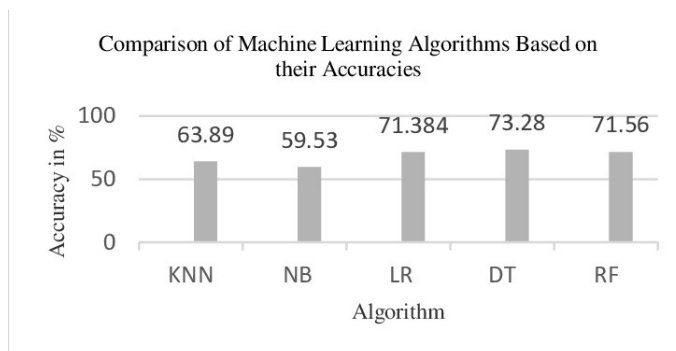 Comparison of Machine Learning Algorithms Based on
their Accuracies
Accuracy in %
100
50
0
63.89
59.53
71.384
73.28
71.56
KNN
NB
LR
DT
RF
Algorithm